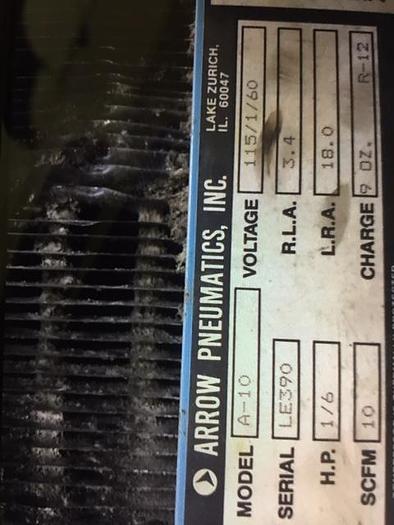 ARROW PNEUMATICS, INC. LAKE ZURICH, IL. 60047
MODEL A-10 VOLTAGE 115/1/60
SERIAL LE390 R.L.A. 3.4
H.P. 1/6 L.R.A. 18.0
SCFM 10 CHARGE 9 OZ. R-12